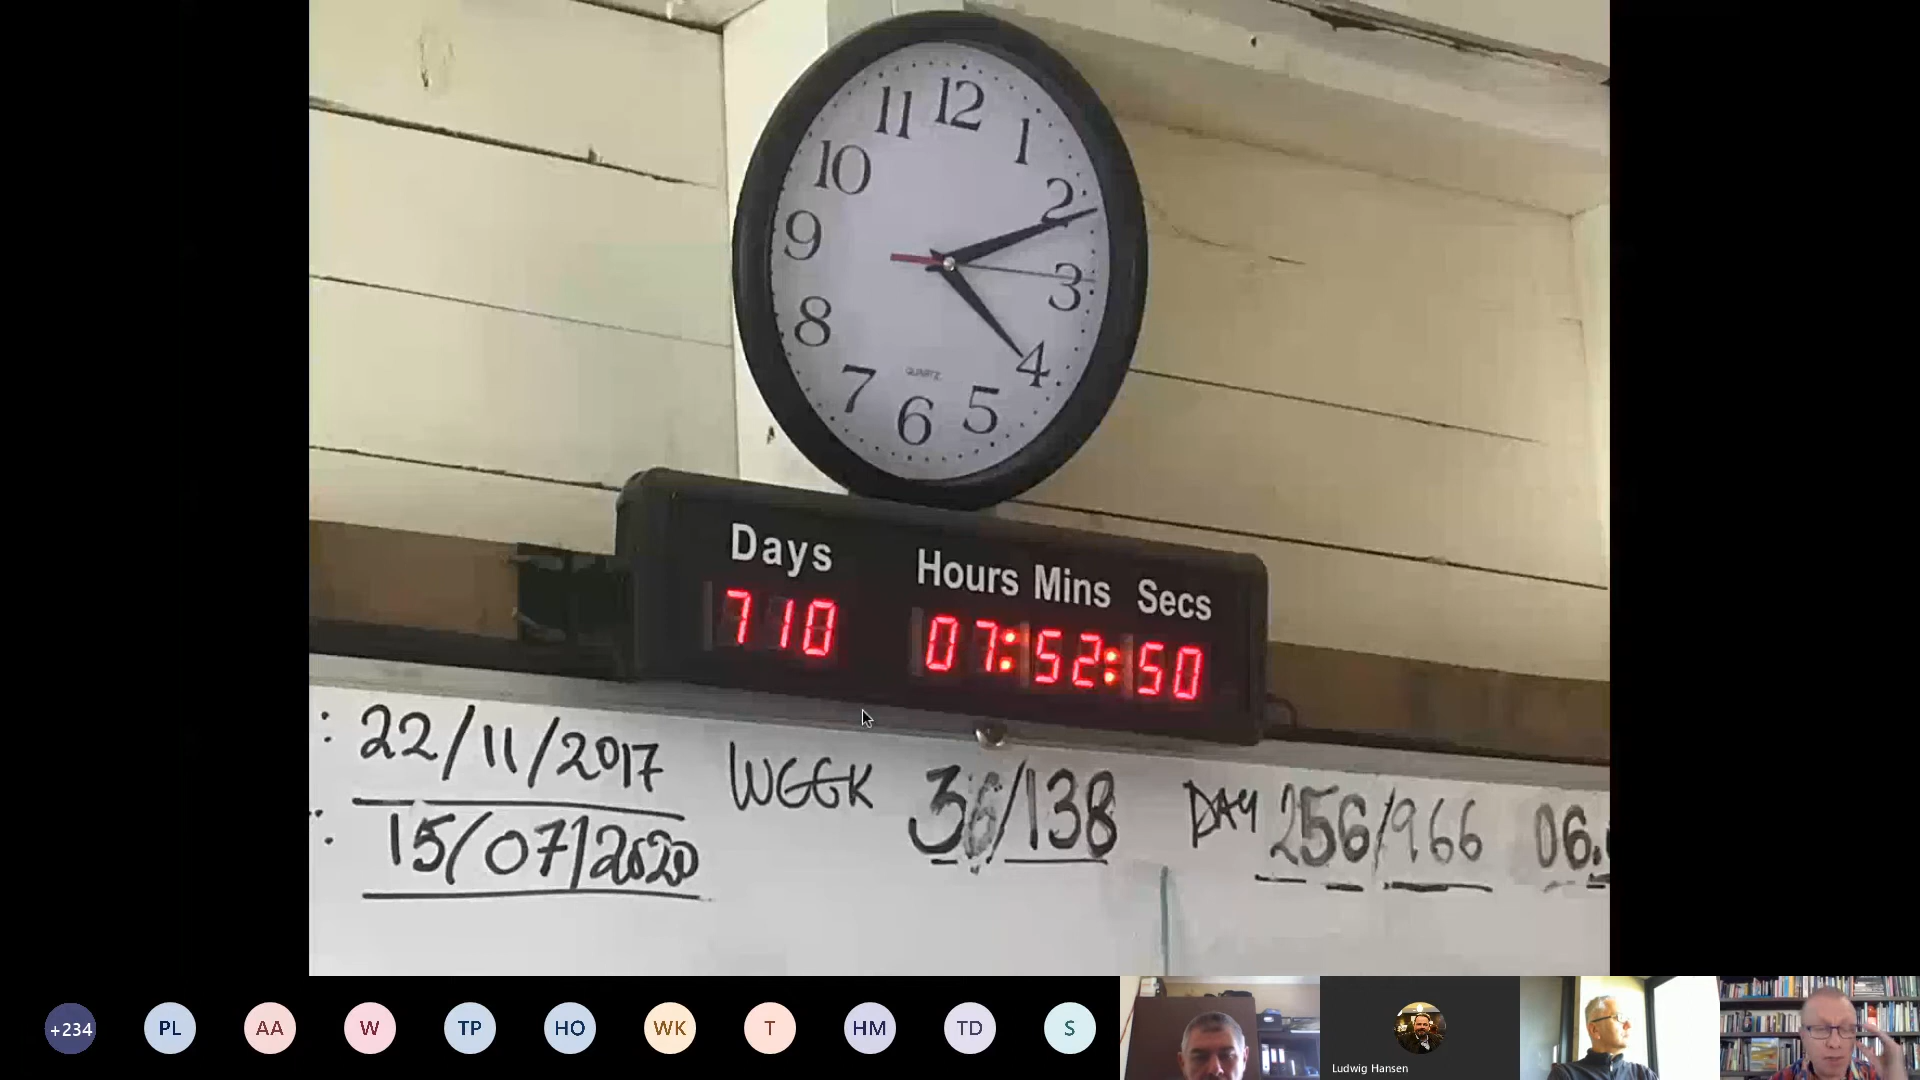 12
11
1
10
2
9
3
8
4
7
5
6
QUARTZ
Days Hours Mins Secs
710 07:52:50
: 22/11/2017 WEEK 36/138 DAY 256/966 06.
: 15/07/2020
+234 PL AA W TP HO WK T HM TD S
Ludwig Hansen